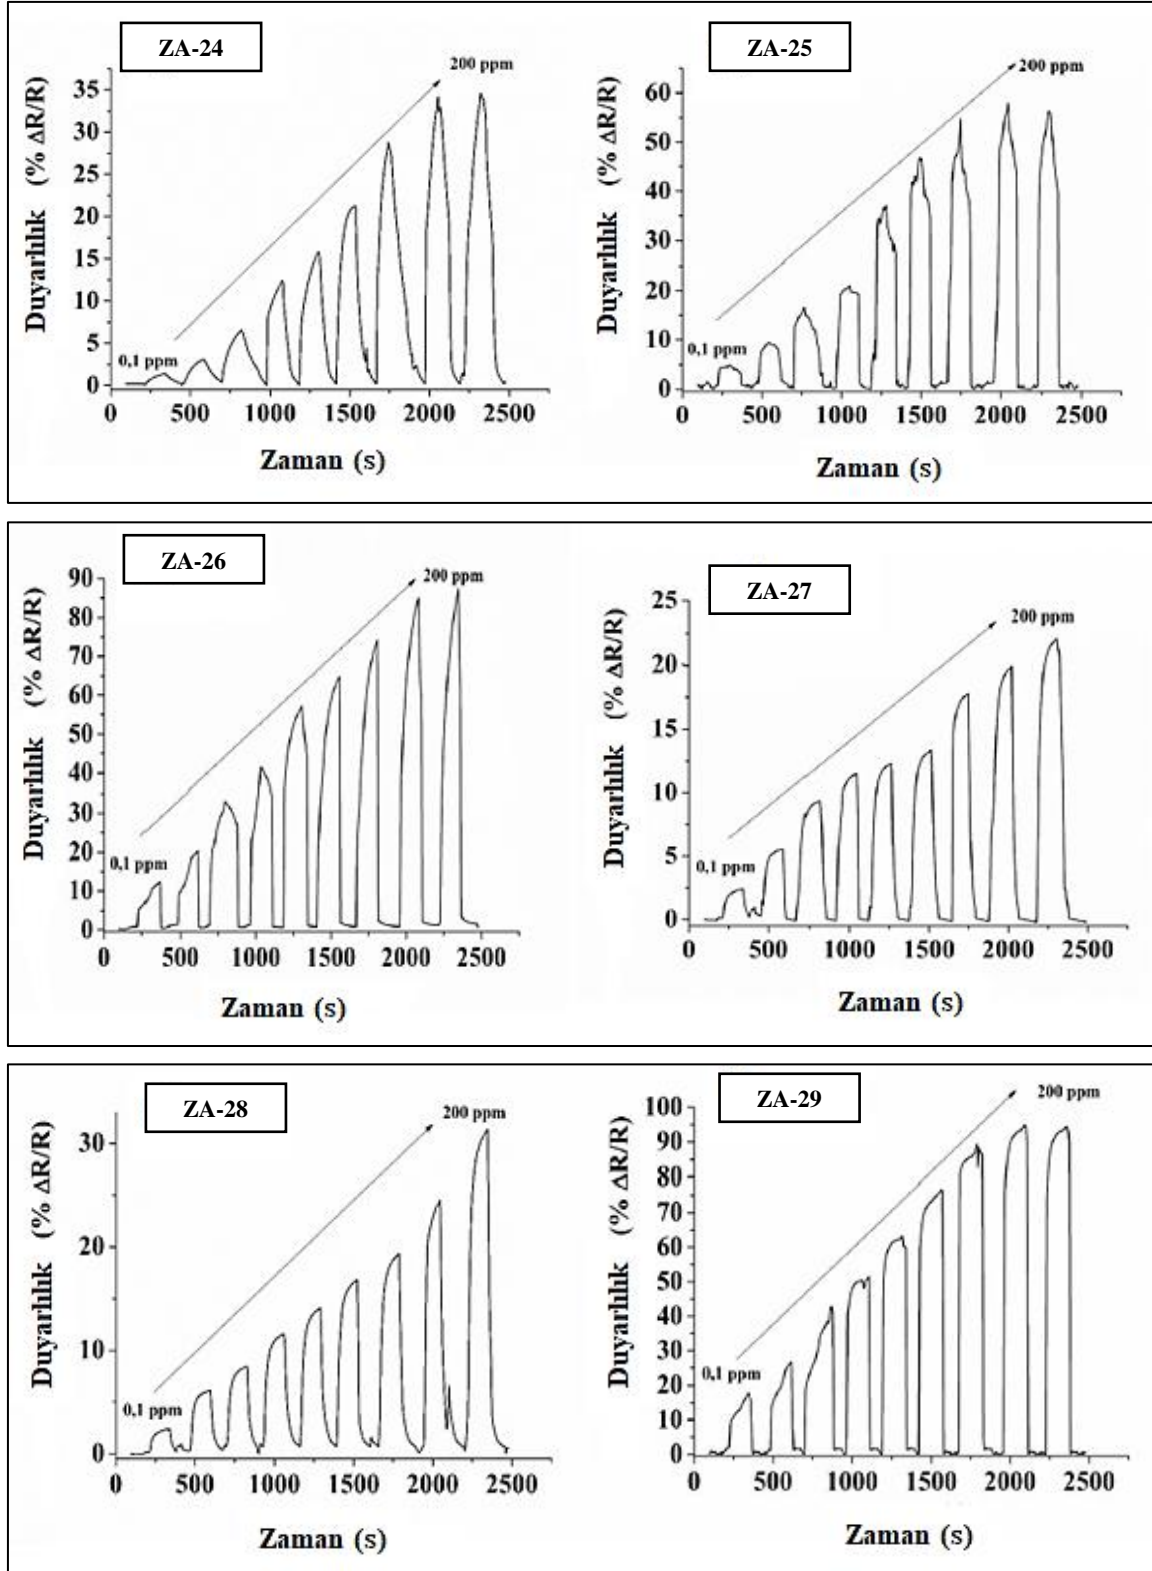 ZA-24
200 ppm
35
30
25
20
15
10
5
0
0,1 ppm
0 500 1000 1500 2000 2500
Duyarlılık (% ΔR/R)
Zaman (s)
ZA-25
200 ppm
60
50
40
30
20
10
0
0,1 ppm
0 500 1000 1500 2000 2500
Duyarlılık (% ΔR/R)
Zaman (s)
ZA-26
200 ppm
90
80
70
60
50
40
30
20
10
0
0,1 ppm
0 500 1000 1500 2000 2500
Duyarlılık (% ΔR/R)
Zaman (s)
ZA-27
200 ppm
25
20
15
10
5
0
0,1 ppm
0 500 1000 1500 2000 2500
Duyarlılık (% ΔR/R)
Zaman (s)
ZA-28
200 ppm
30
20
10
0
0,1 ppm
0 500 1000 1500 2000 2500
Duyarlılık (% ΔR/R)
Zaman (s)
ZA-29
200 ppm
100
90
80
70
60
50
40
30
20
10
0
0,1 ppm
0 500 1000 1500 2000 2500
Duyarlılık (% ΔR/R)
Zaman (s)